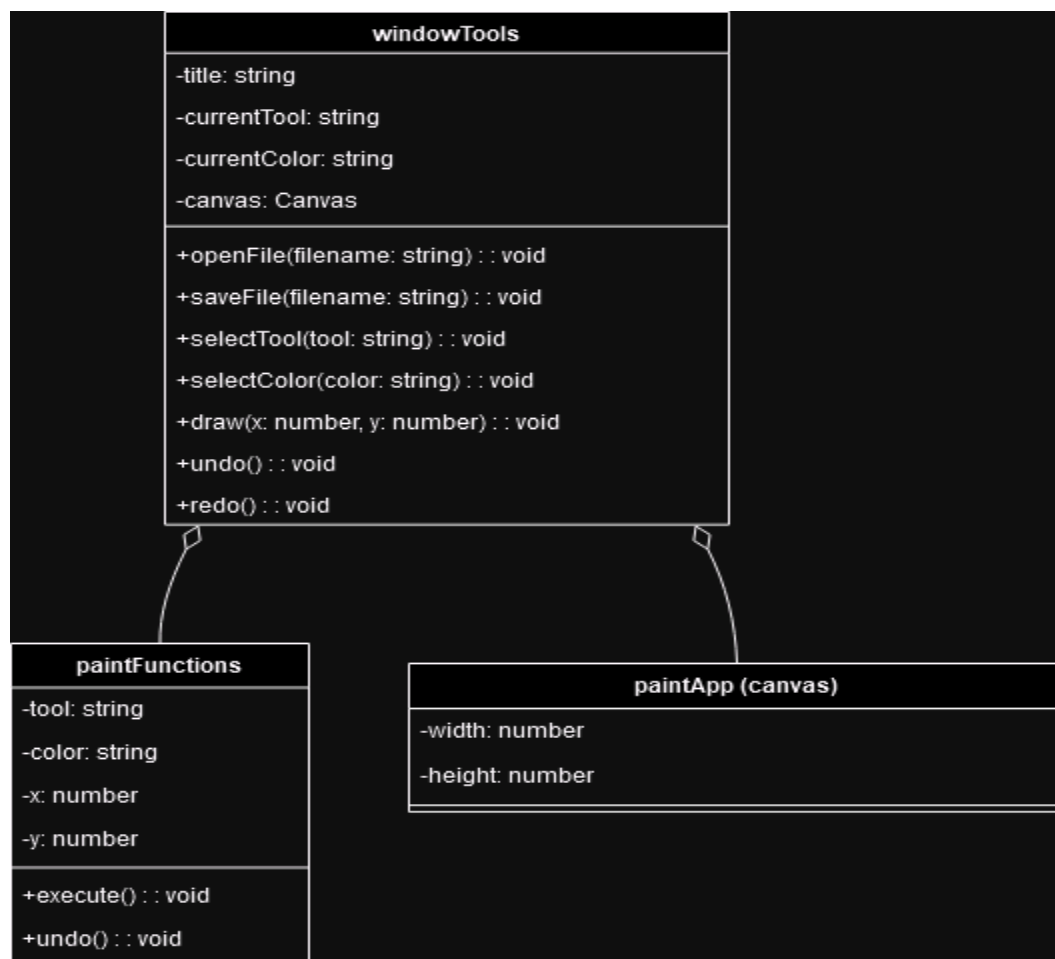 windowTools
-title: string
-currentTool: string
-currentColor: string
-canvas: Canvas
+openFile(filename: string) : : void
+saveFile(filename: string) : : void
+selectTool(tool: string) : : void
+selectColor(color: string) : : void
+draw(x: number, y: number) : : void
+undo() : : void
+redo() : : void
paintFunctions
-tool: string
-color: string
-x: number
-y: number
+execute() : : void
+undo() : : void
paintApp (canvas)
-width: number
-height: number